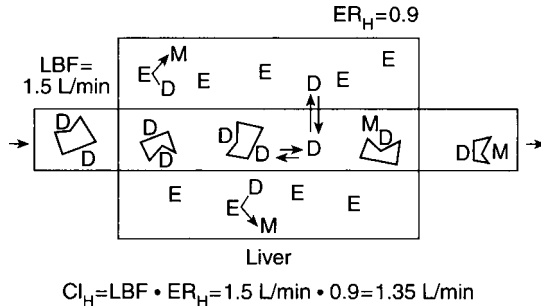 ER_H=0.9
LBF=
1.5 L/min
M
E
D
E
E
D
E
E
D
D
D
D
D
D
D
M
D
D
M
E
D
E
M
E
E
Liver
Cl_H=LBF • ER_H=1.5 L/min • 0.9=1.35 L/min